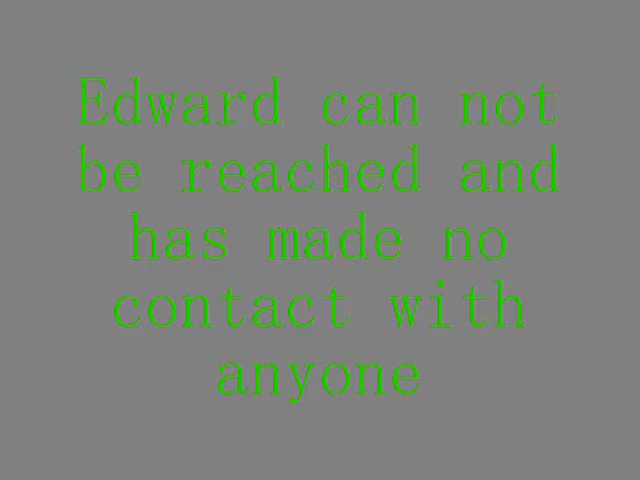 Edward can not
be reached and
has made no
contact with
anyone